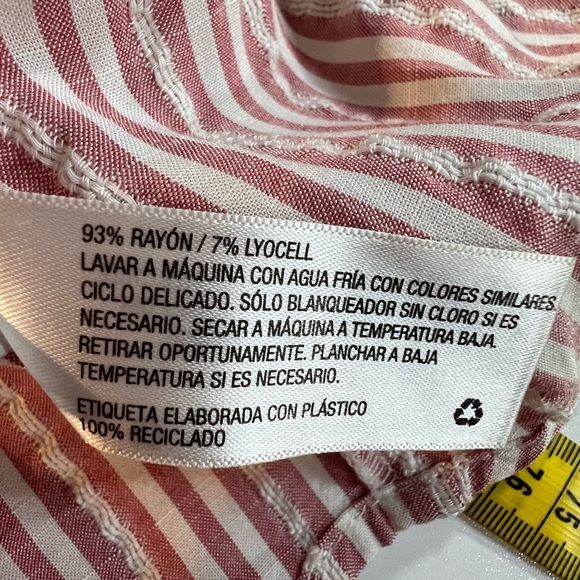 93% RAYÓN / 7% LYOCELL
LAVAR A MÁQUINA CON AGUA FRÍA CON COLORES SIMILARES
CICLO DELICADO. SÓLO BLANQUEADOR SIN CLORO SI ES
NECESARIO. SECAR A MÁQUINA A TEMPERATURA BAJA.
RETIRAR OPORTUNAMENTE. PLANCHAR A BAJA
TEMPERATURA SI ES NECESARIO.
ETIQUETA ELABORADA CON PLÁSTICO
100% RECICLADO
76
75